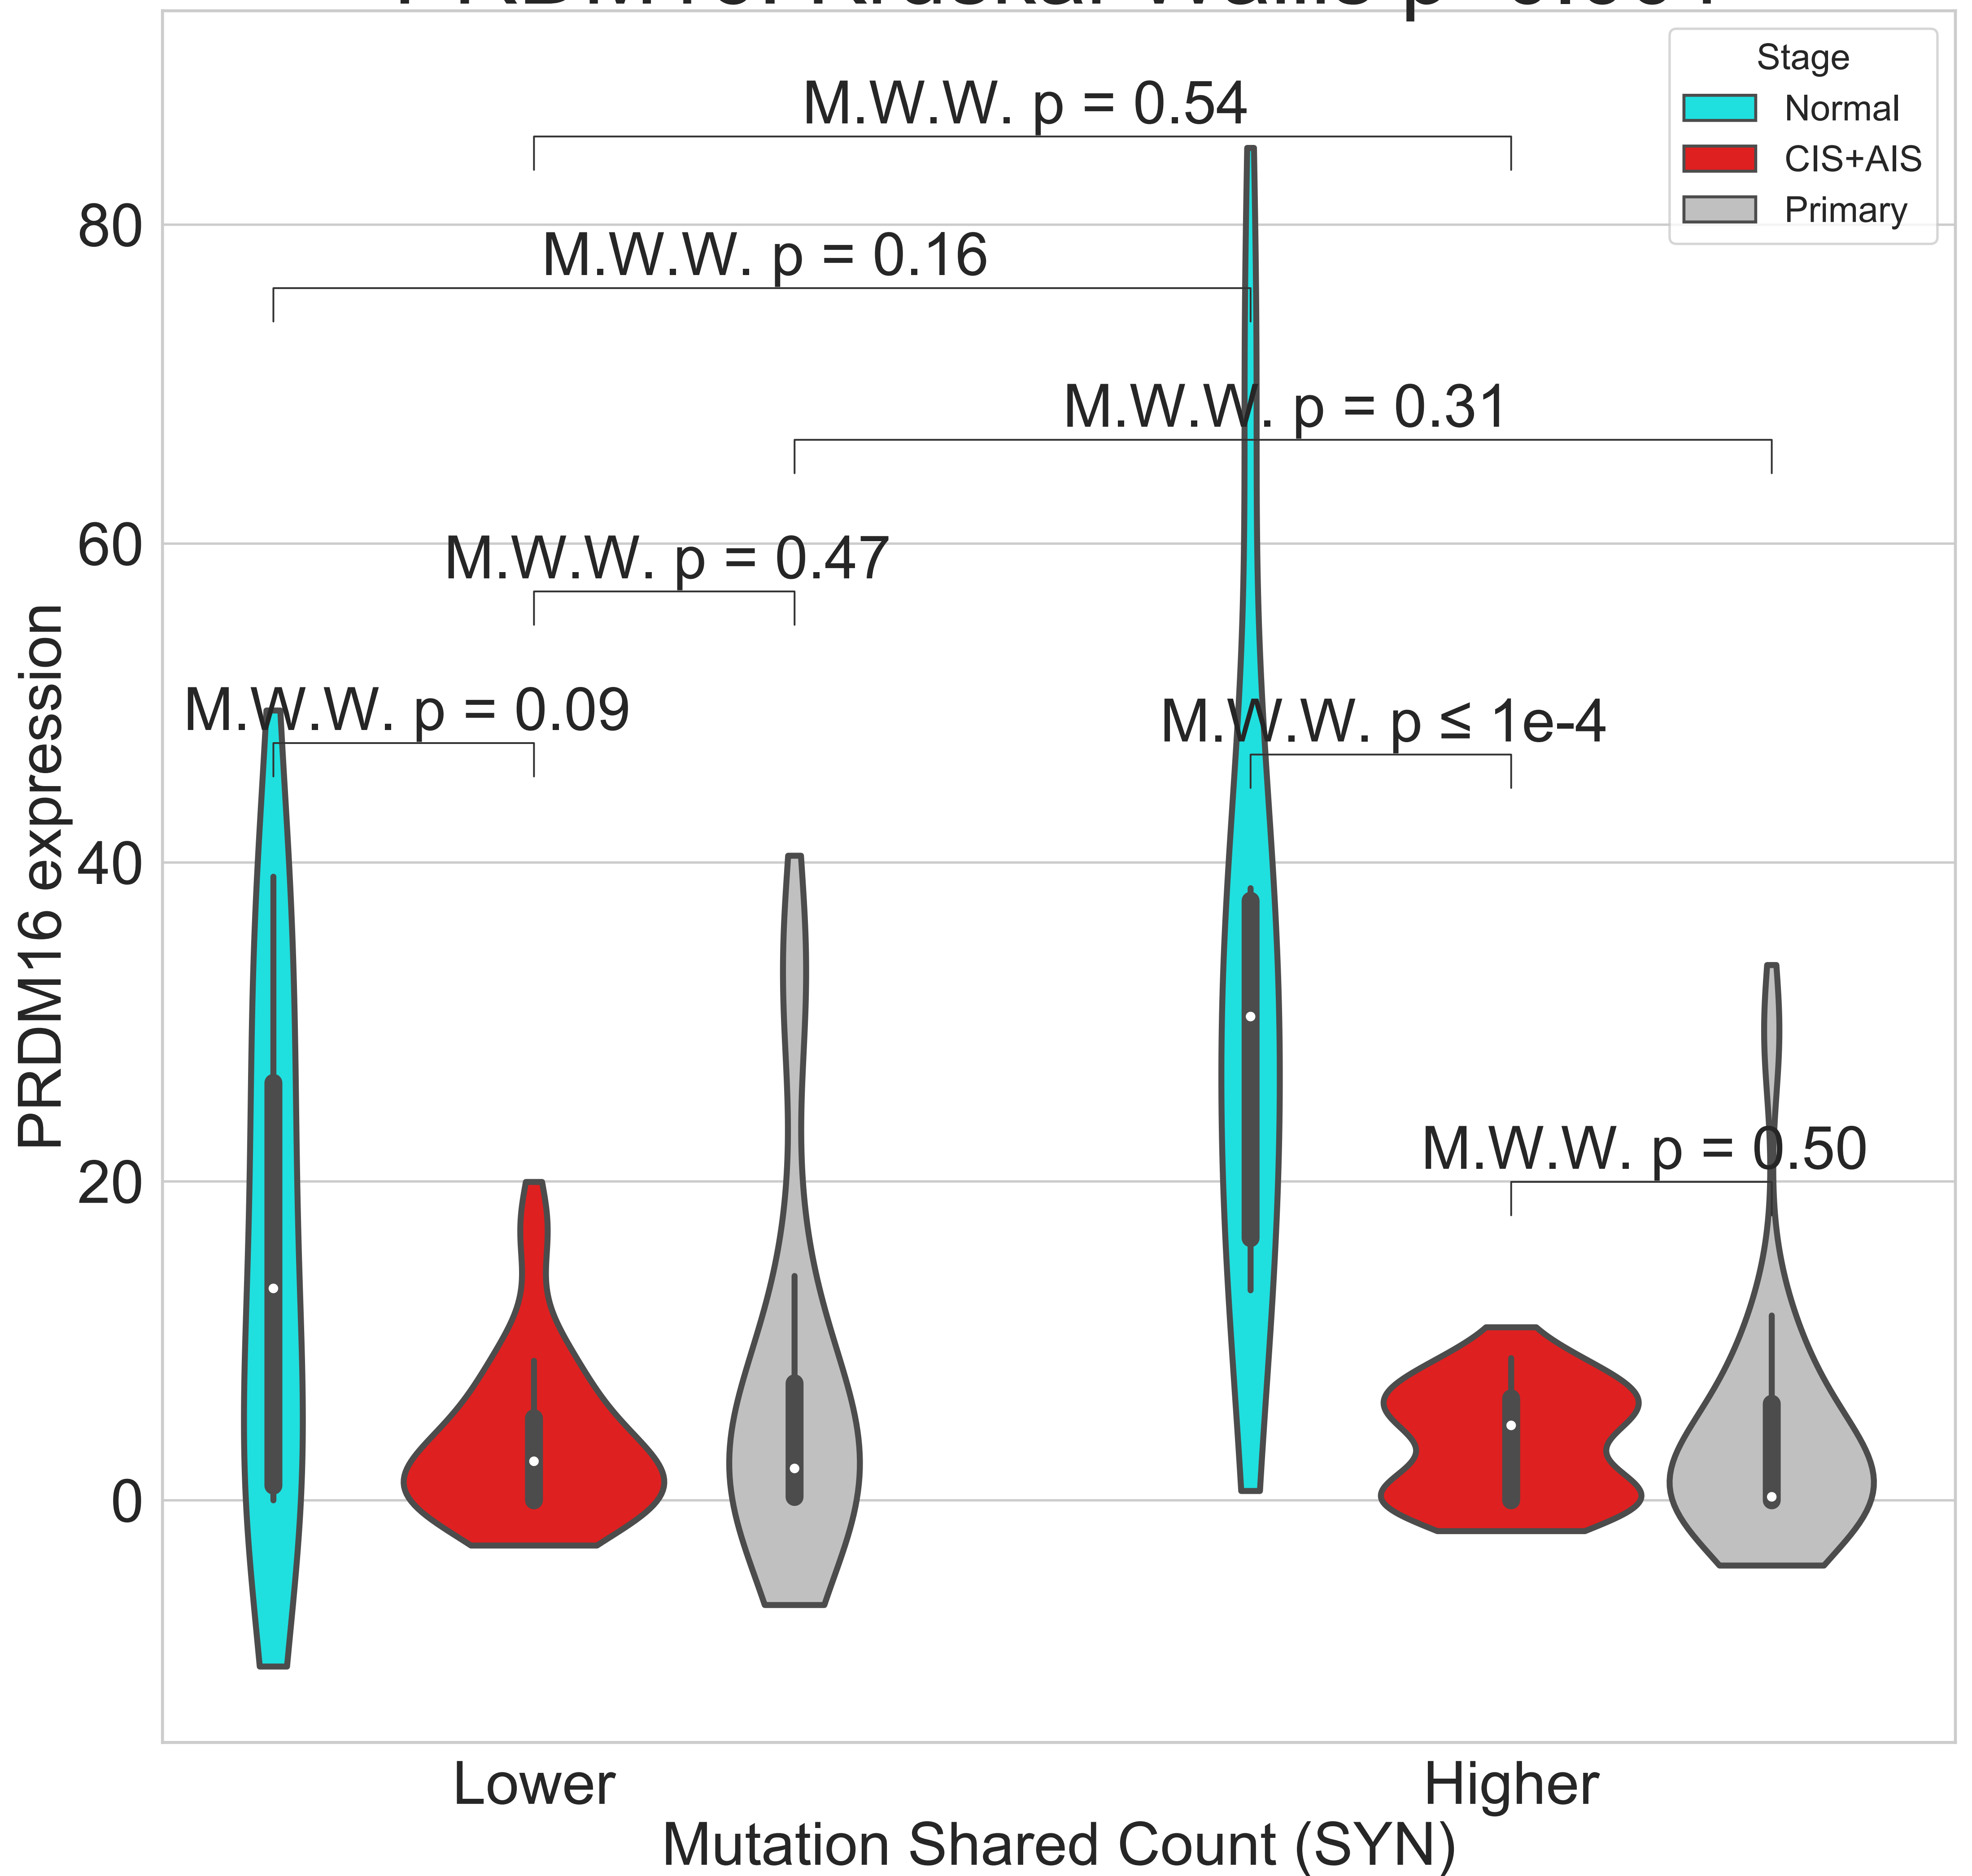 Stage
Normal
CIS+AIS
Primary
M.W.W. p = 0.54
M.W.W. p = 0.16
M.W.W. p = 0.31
M.W.W. p = 0.47
M.W.W. p = 0.09
M.W.W. p ≤ 1e-4
M.W.W. p = 0.50
80
60
40
20
0
PRDM16 expression
Lower
Higher
Mutation Shared Count (SYN)